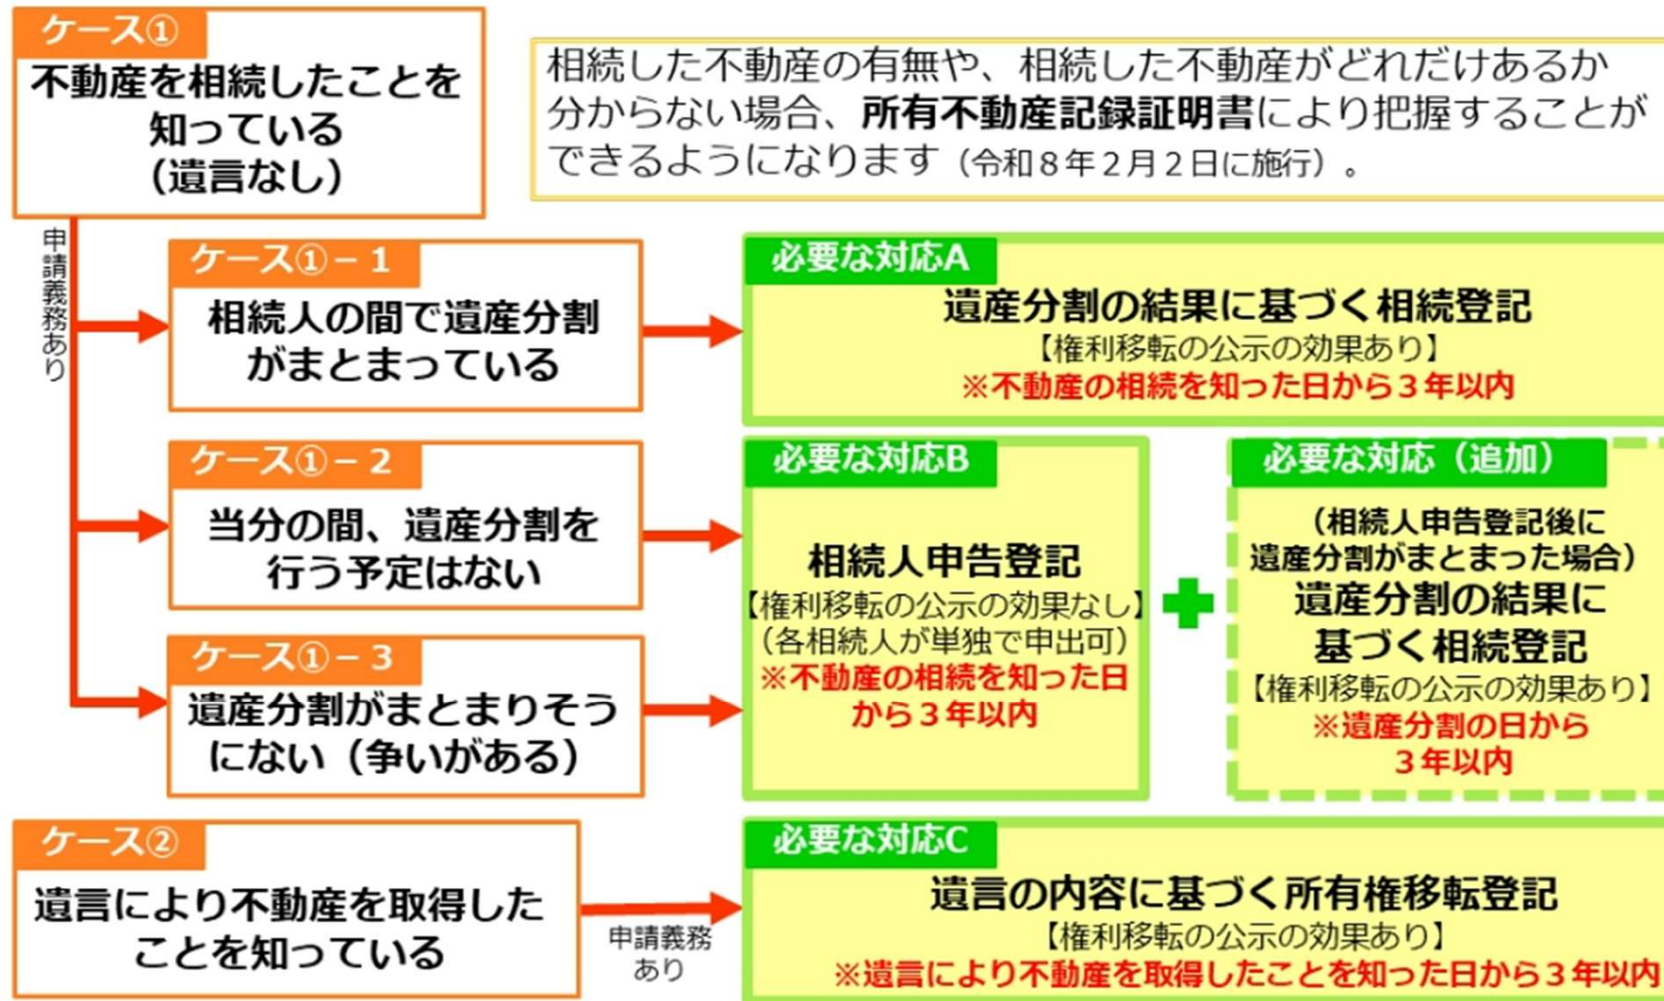 ケース①
不動産を相続したことを
知っている
（遺言なし）
相続した不動産の有無や、相続した不動産がどれだけあるか
分からない場合、所有不動産記録証明書により把握することが
できるようになります（令和８年２月２日に施行）。
申請義務あり
ケース①－１
相続人の間で遺産分割
がまとまっている
必要な対応A
遺産分割の結果に基づく相続登記
【権利移転の公示の効果あり】
※不動産の相続を知った日から３年以内
ケース①－２
当分の間、遺産分割を
行う予定はない
ケース①－３
遺産分割がまとまりそう
にない（争いがある）
必要な対応B
相続人申告登記
【権利移転の公示の効果なし】
（各相続人が単独で申出可）
※不動産の相続を知った日
から３年以内
必要な対応（追加）
（相続人申告登記後に
遺産分割がまとまった場合）
遺産分割の結果に
基づく相続登記
【権利移転の公示の効果あり】
※遺産分割の日から
３年以内
ケース②
遺言により不動産を取得した
ことを知っている
申請義務
あり
必要な対応C
遺言の内容に基づく所有権移転登記
【権利移転の公示の効果あり】
※遺言により不動産を取得したことを知った日から３年以内